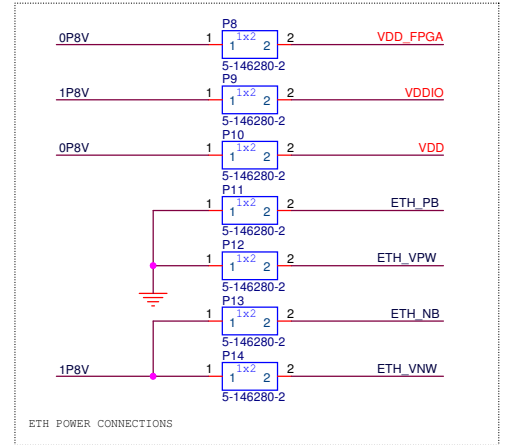 P8
0P8V 1 1 1x2 2 2 VDD_FPGA
5-146280-2
P9
1P8V 1 1 1x2 2 2 VDDIO
5-146280-2
P10
0P8V 1 1 1x2 2 2 VDD
5-146280-2
P11
1 1 1x2 2 2 ETH_PB
5-146280-2
P12
1 1 1x2 2 2 ETH_VPW
5-146280-2
P13
1 1 1x2 2 2 ETH_NB
5-146280-2
P14
1P8V 1 1 1x2 2 2 ETH_VNW
5-146280-2
ETH POWER CONNECTIONS